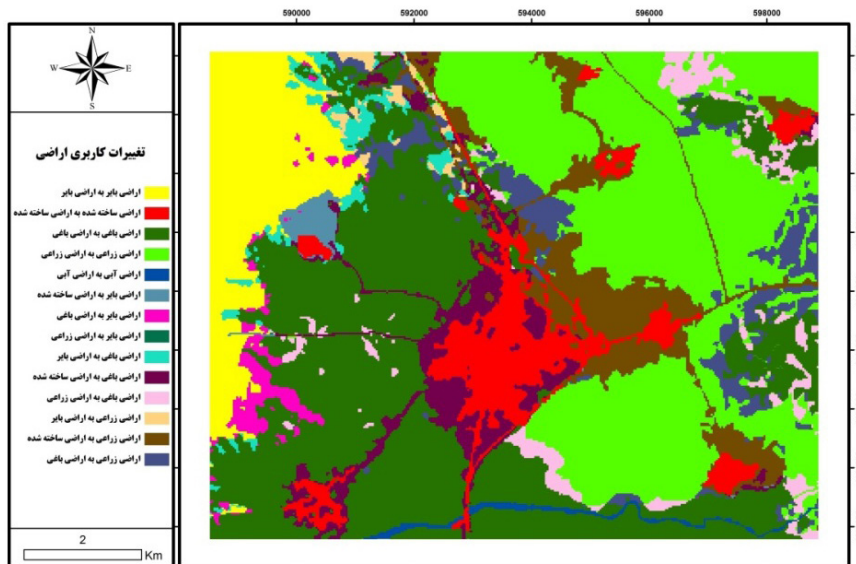 590000 592000 594000 596000 598000
N
W E
S
تغییرات کاربری اراضی
اراضی بایر به اراضی بایر
اراضی ساخته شده به اراضی ساخته شده
اراضی باغی به اراضی باغی
اراضی زراعی به اراضی زراعی
اراضی آبی به اراضی آبی
اراضی بایر به اراضی ساخته شده
اراضی بایر به اراضی باغی
اراضی بایر به اراضی زراعی
اراضی باغی به اراضی بایر
اراضی باغی به اراضی ساخته شده
اراضی باغی به اراضی زراعی
اراضی زراعی به اراضی بایر
اراضی زراعی به اراضی ساخته شده
اراضی زراعی به اراضی باغی
2
Km